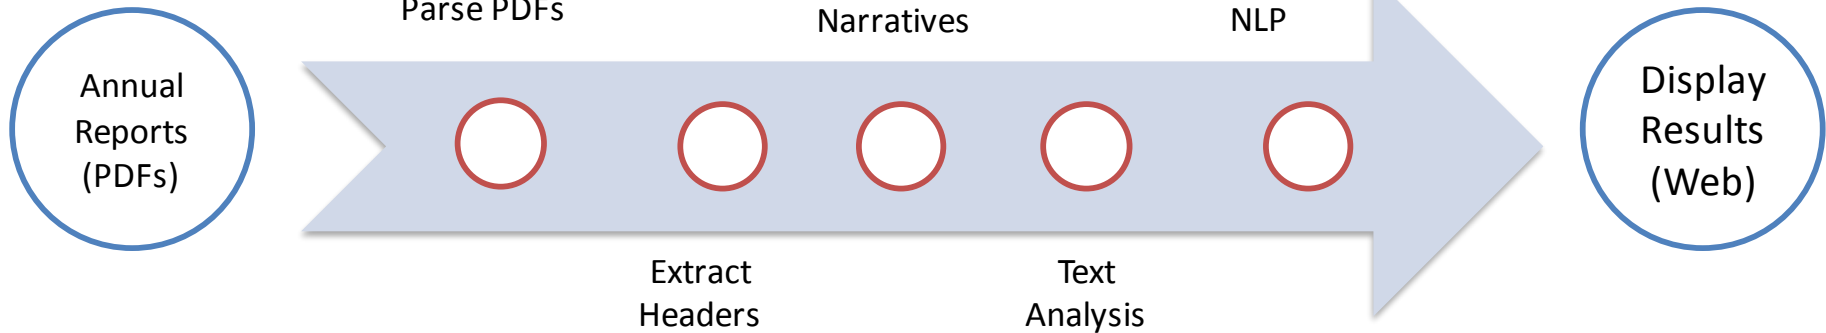 Annual
Reports
(PDFs)
Parse PDFs
Extract
Headers
Narratives
Text
Analysis
NLP
Display
Results
(Web)